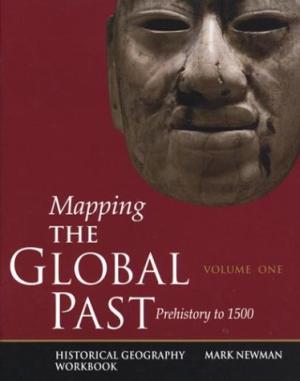 Mapping
THE
GLOBAL
VOLUME ONE
PAST
Prehistory to 1500
HISTORICAL GEOGRAPHY
WORKBOOK
MARK NEWMAN